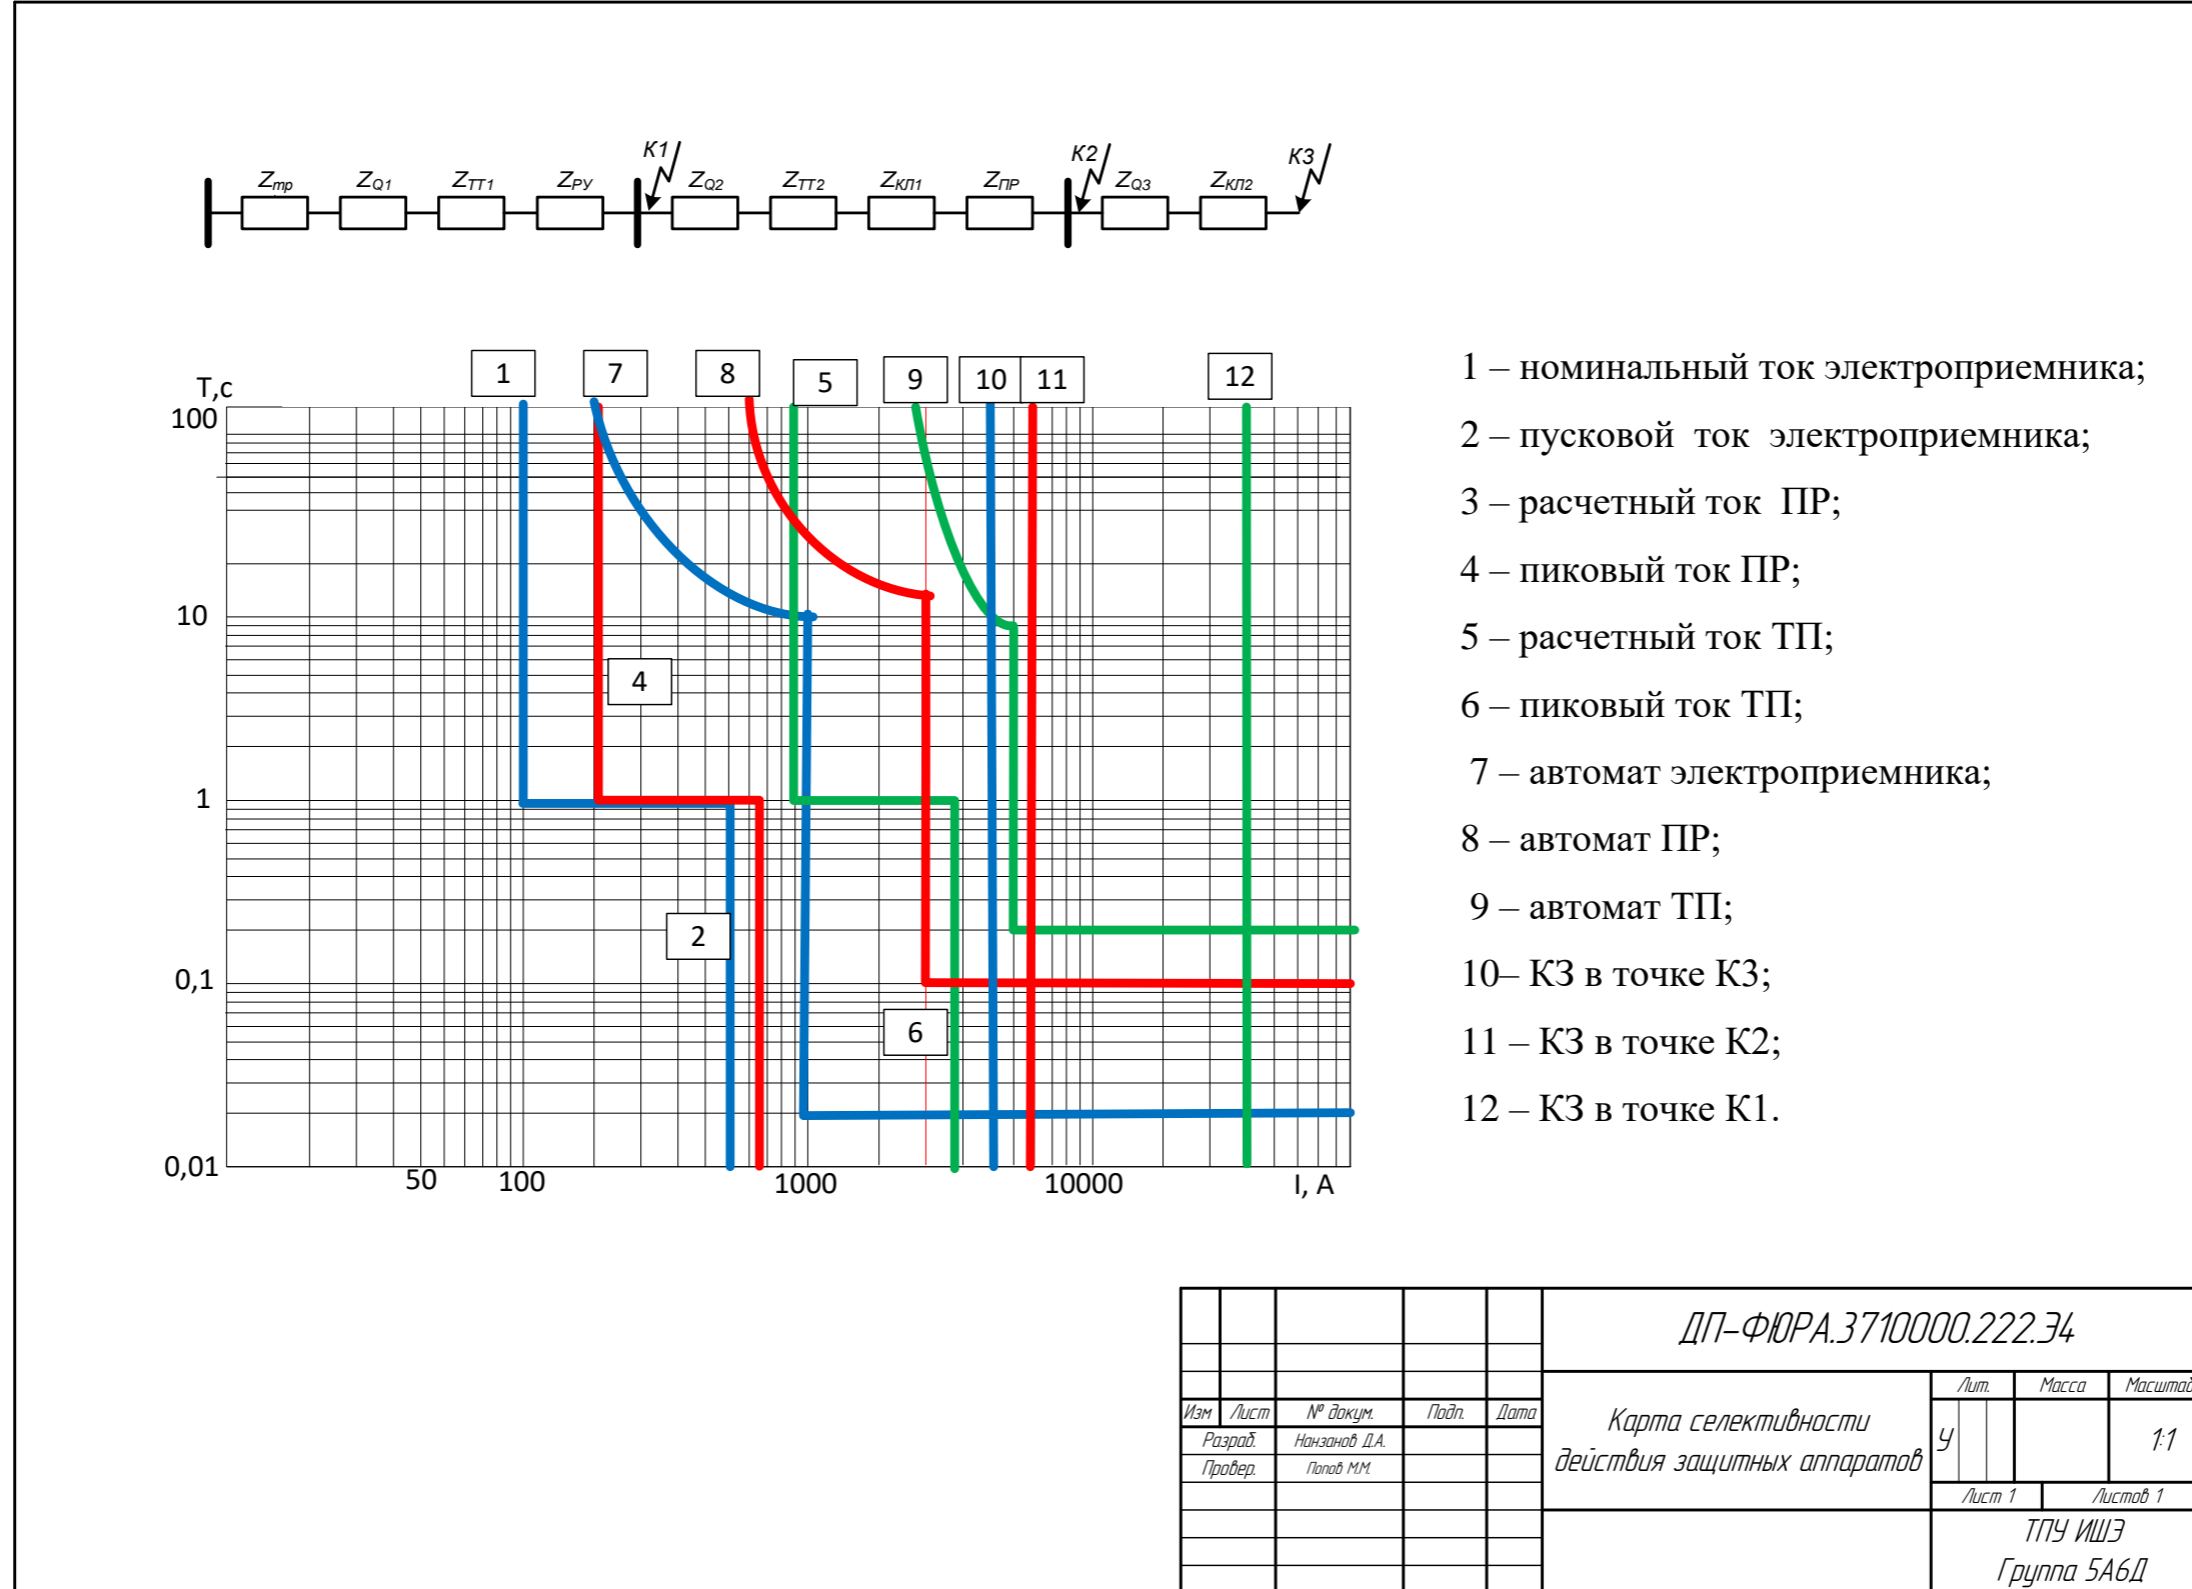 K1
K2
K3
Zтр
ZQ1
ZТТ1
ZРУ
ZQ2
ZТТ2
ZКЛ1
ZПР
ZQ3
ZКЛ2
1
7
8
5
9
10
11
12
T,c
100
10
1
0,1
0,01
4
2
6
50
100
1000
10000
I, A
1 – номинальный ток электроприемника;
2 – пусковой ток электроприемника;
3 – расчетный ток ПР;
4 – пиковый ток ПР;
5 – расчетный ток ТП;
6 – пиковый ток ТП;
7 – автомат электроприемника;
8 – автомат ПР;
9 – автомат ТП;
10– КЗ в точке К3;
11 – КЗ в точке К2;
12 – КЗ в точке К1.
ДП-ФЮРА.3710000.222.Э4
Карта селективности
действия защитных аппаратов
Лит.
Масса
Масштаб
У
1:1
Лист 1
Листов 1
ТПУ ИШЭ
Группа 5А6Д
Изм
Лист
№ докум.
Подп.
Дата
Разраб.
Нанзанов Д.А.
Провер.
Попов М.М.